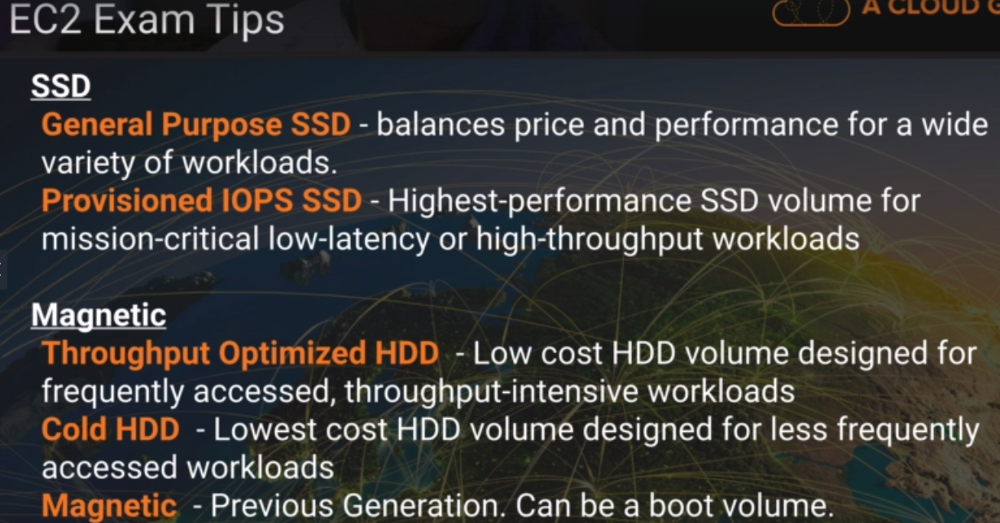 EC2 Exam Tips
A CLOUD G
SSD
General Purpose SSD - balances price and performance for a wide
variety of workloads.
Provisioned IOPS SSD - Highest-performance SSD volume for
mission-critical low-latency or high-throughput workloads
Magnetic
Throughput Optimized HDD - Low cost HDD volume designed for
frequently accessed, throughput-intensive workloads
Cold HDD - Lowest cost HDD volume designed for less frequently
accessed workloads
Magnetic - Previous Generation. Can be a boot volume.